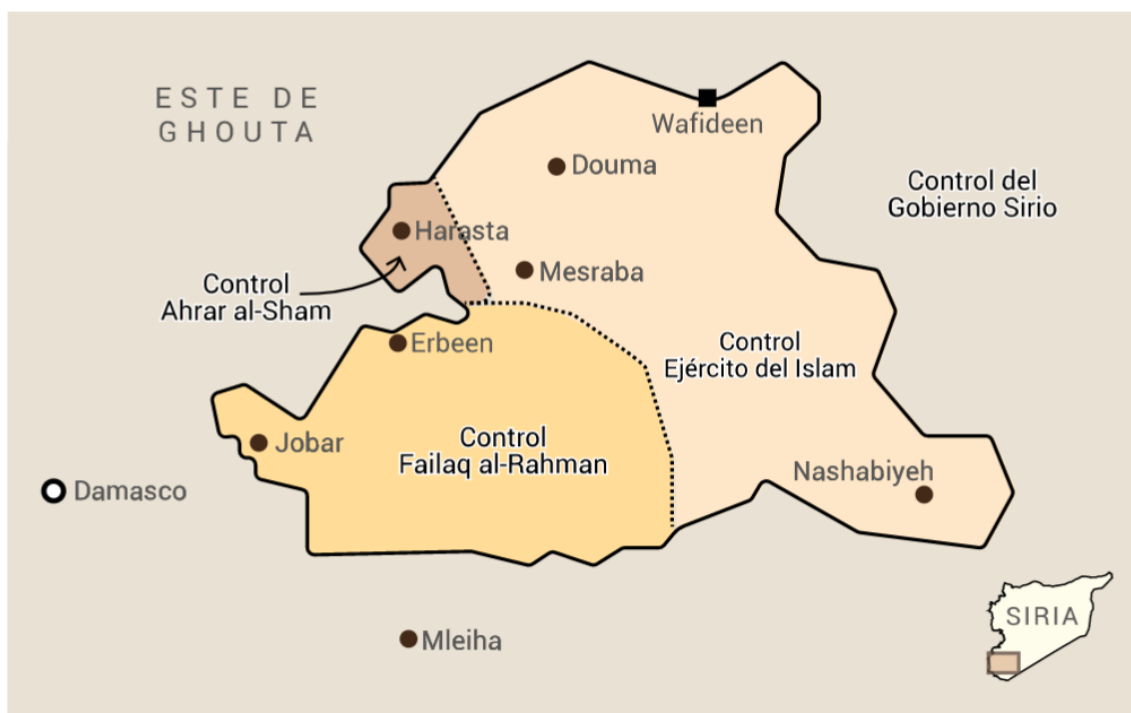 ESTE DE
GHOUTA
Wafideen
Douma
Control del
Gobierno Sirio
Harasta
Mesraba
Control
Ahrar al-Sham
Erbeen
Control
Ejército del Islam
Jobar
Control
Failaq al-Rahman
Nashabiyeh
Damasco
SIRIA
Mleiha